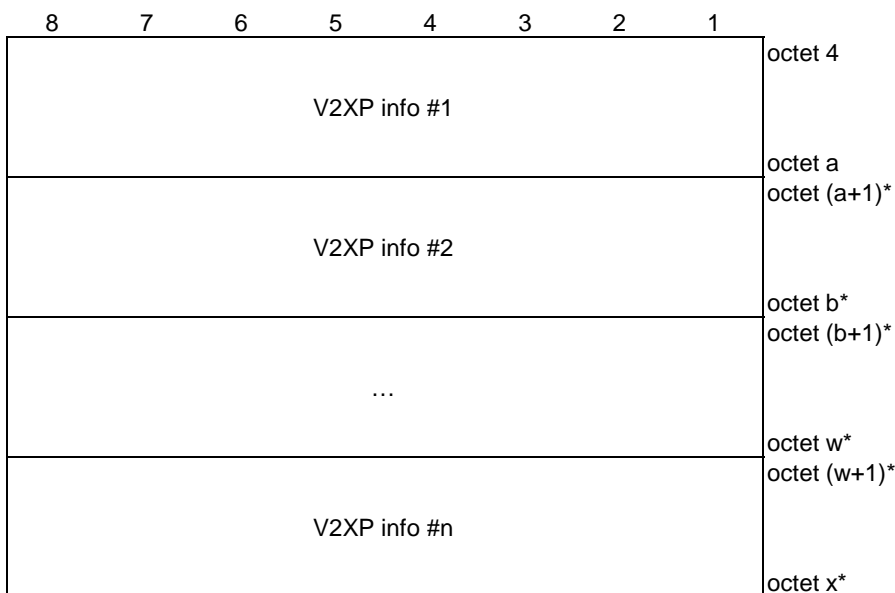 8 7 6 5 4 3 2 1
octet 4
V2XP info #1
octet a
octet (a+1)*
V2XP info #2
octet b*
octet (b+1)*
…
octet w*
octet (w+1)*
V2XP info #n
octet x*